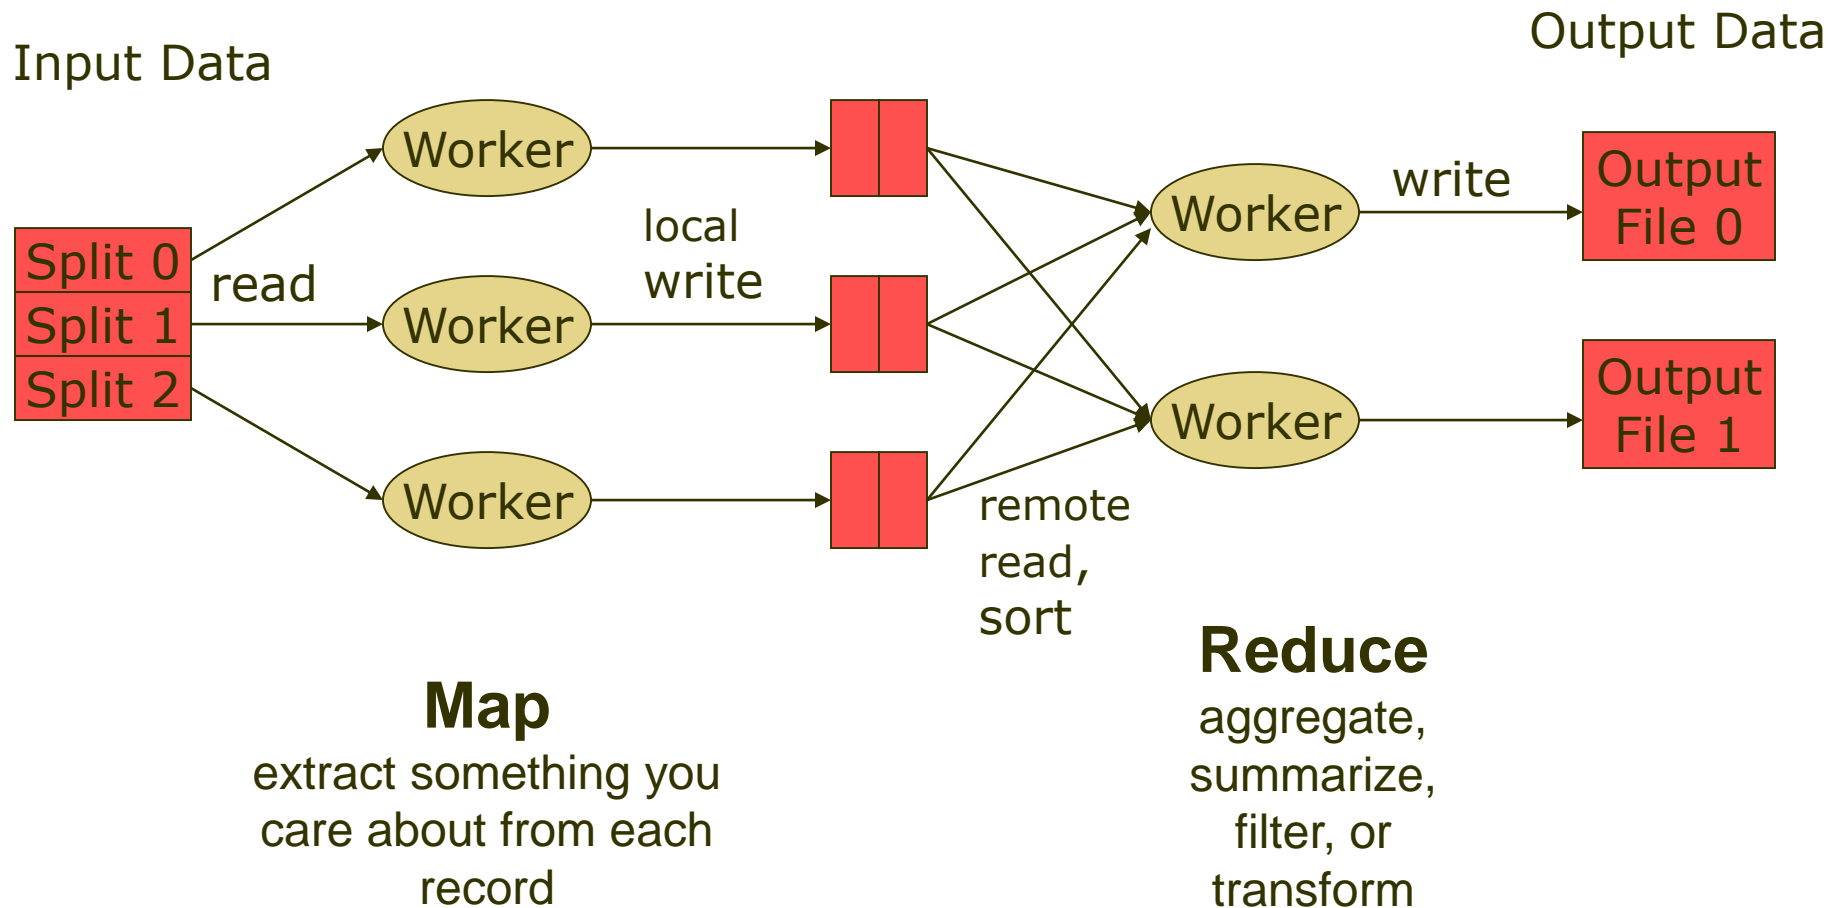 Input Data
Output Data
Split 0
Split 1
Split 2
read
Worker
Worker
Worker
local
write
remote
read,
sort
Worker
Worker
write
Output
File 0
Output
File 1
Map
extract something you
care about from each
record
Reduce
aggregate,
summarize,
filter, or
transform